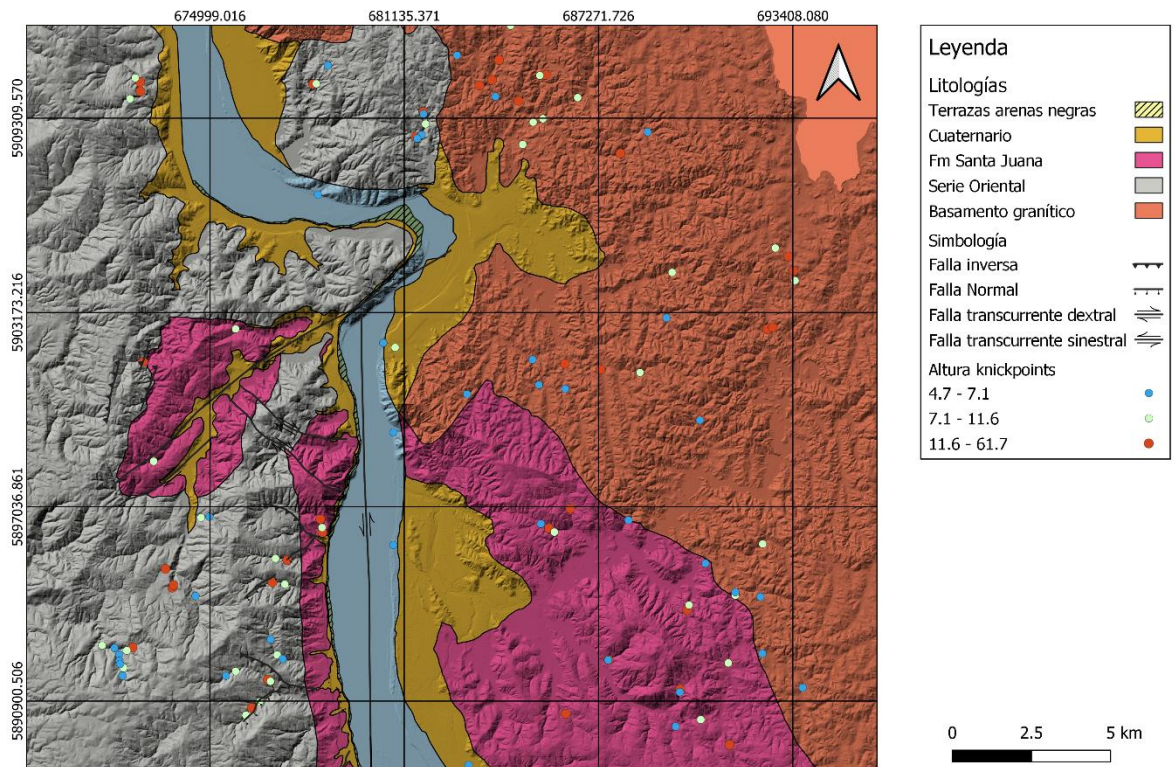 674999.016 681135.371 687271.726 693408.080
5909309.570
5903173.216
5897036.861
5890900.506
Leyenda
Litologías
Terrazas arenas negras
Cuaternario
Fm Santa Juana
Serie Oriental
Basamento granítico
Simbología
Falla inversa
Falla Normal
Falla transcurrente dextral
Falla transcurrente sinestral
Altura knickpoints
4.7 - 7.1
7.1 - 11.6
11.6 - 61.7
0 2.5 5 km